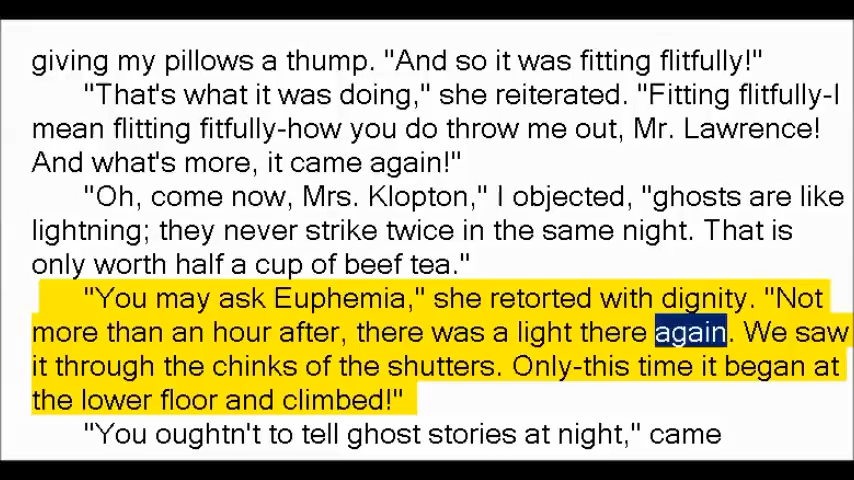 giving my pillows a thump. "And so it was fitting flitfully!"
"That's what it was doing," she reiterated. "Fitting flitfully-I
mean flitting fitfully-how you do throw me out, Mr. Lawrence!
And what's more, it came again!"
"Oh, come now, Mrs. Klopton," I objected, "ghosts are like
lightning; they never strike twice in the same night. That is
only worth half a cup of beef tea."
"You may ask Euphemia," she retorted with dignity. "Not
more than an hour after, there was a light there again. We saw
it through the chinks of the shutters. Only-this time it began at
the lower floor and climbed!"
"You oughtn't to tell ghost stories at night," came